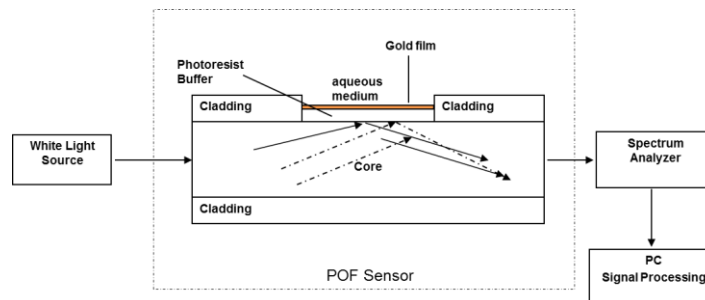 Gold film
Photoresist
Buffer
aqueous
medium
Cladding
Cladding
White Light
Source
Core
Spectrum
Analyzer
Cladding
PC
Signal Processing
POF Sensor